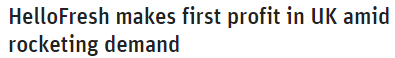 HelloFresh makes first profit in UK amid
rocketing demand